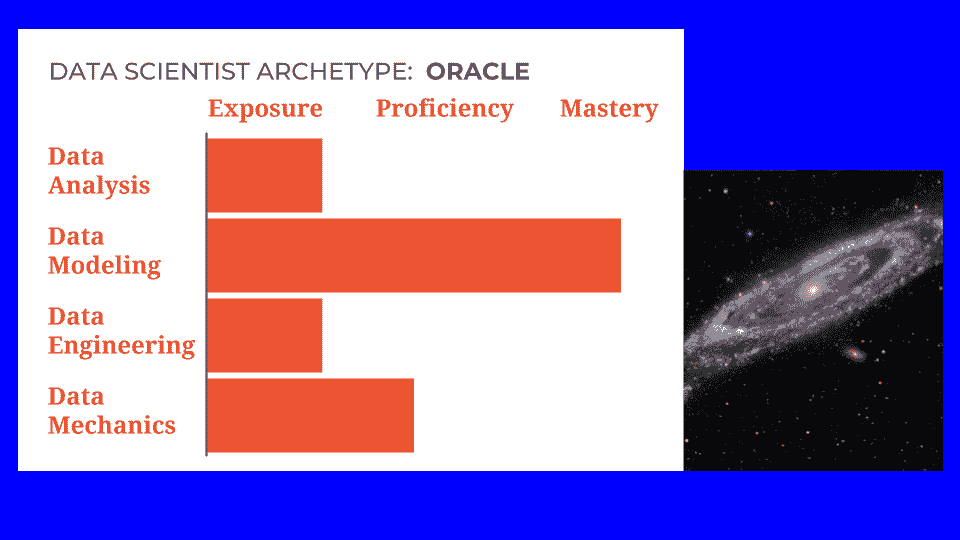 DATA SCIENTIST ARCHETYPE: ORACLE
Exposure Proficiency Mastery
Data
Analysis
Data
Modeling
Data
Engineering
Data
Mechanics